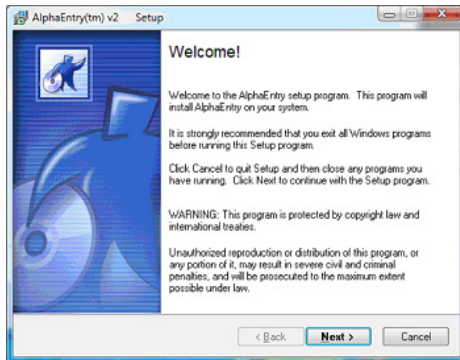 AlphaEntry(tm) v2 Setup
Welcome!
Welcome to the AlphaEntry setup program. This program will
install AlphaEntry on your system.
It is strongly recommended that you exit all Windows programs
before running this Setup program.
Click Cancel to quit Setup and then close any programs you
have running. Click Next to continue with the Setup program.
WARNING: This program is protected by copyright law and
international treaties.
Unauthorized reproduction or distribution of this program, or
any portion of it, may result in severe civil and criminal
penalties, and will be prosecuted to the maximum extent
possible under law.
< Back Next > Cancel